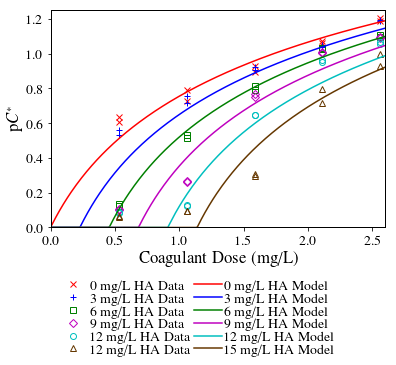 1.2
1.0
0.8
0.6
0.4
0.2
0.0
pC*
0.0 0.5 1.0 1.5 2.0 2.5
Coagulant Dose (mg/L)
0 mg/L HA Data 0 mg/L HA Model
3 mg/L HA Data 3 mg/L HA Model
6 mg/L HA Data 6 mg/L HA Model
9 mg/L HA Data 9 mg/L HA Model
12 mg/L HA Data 12 mg/L HA Model
12 mg/L HA Data 15 mg/L HA Model